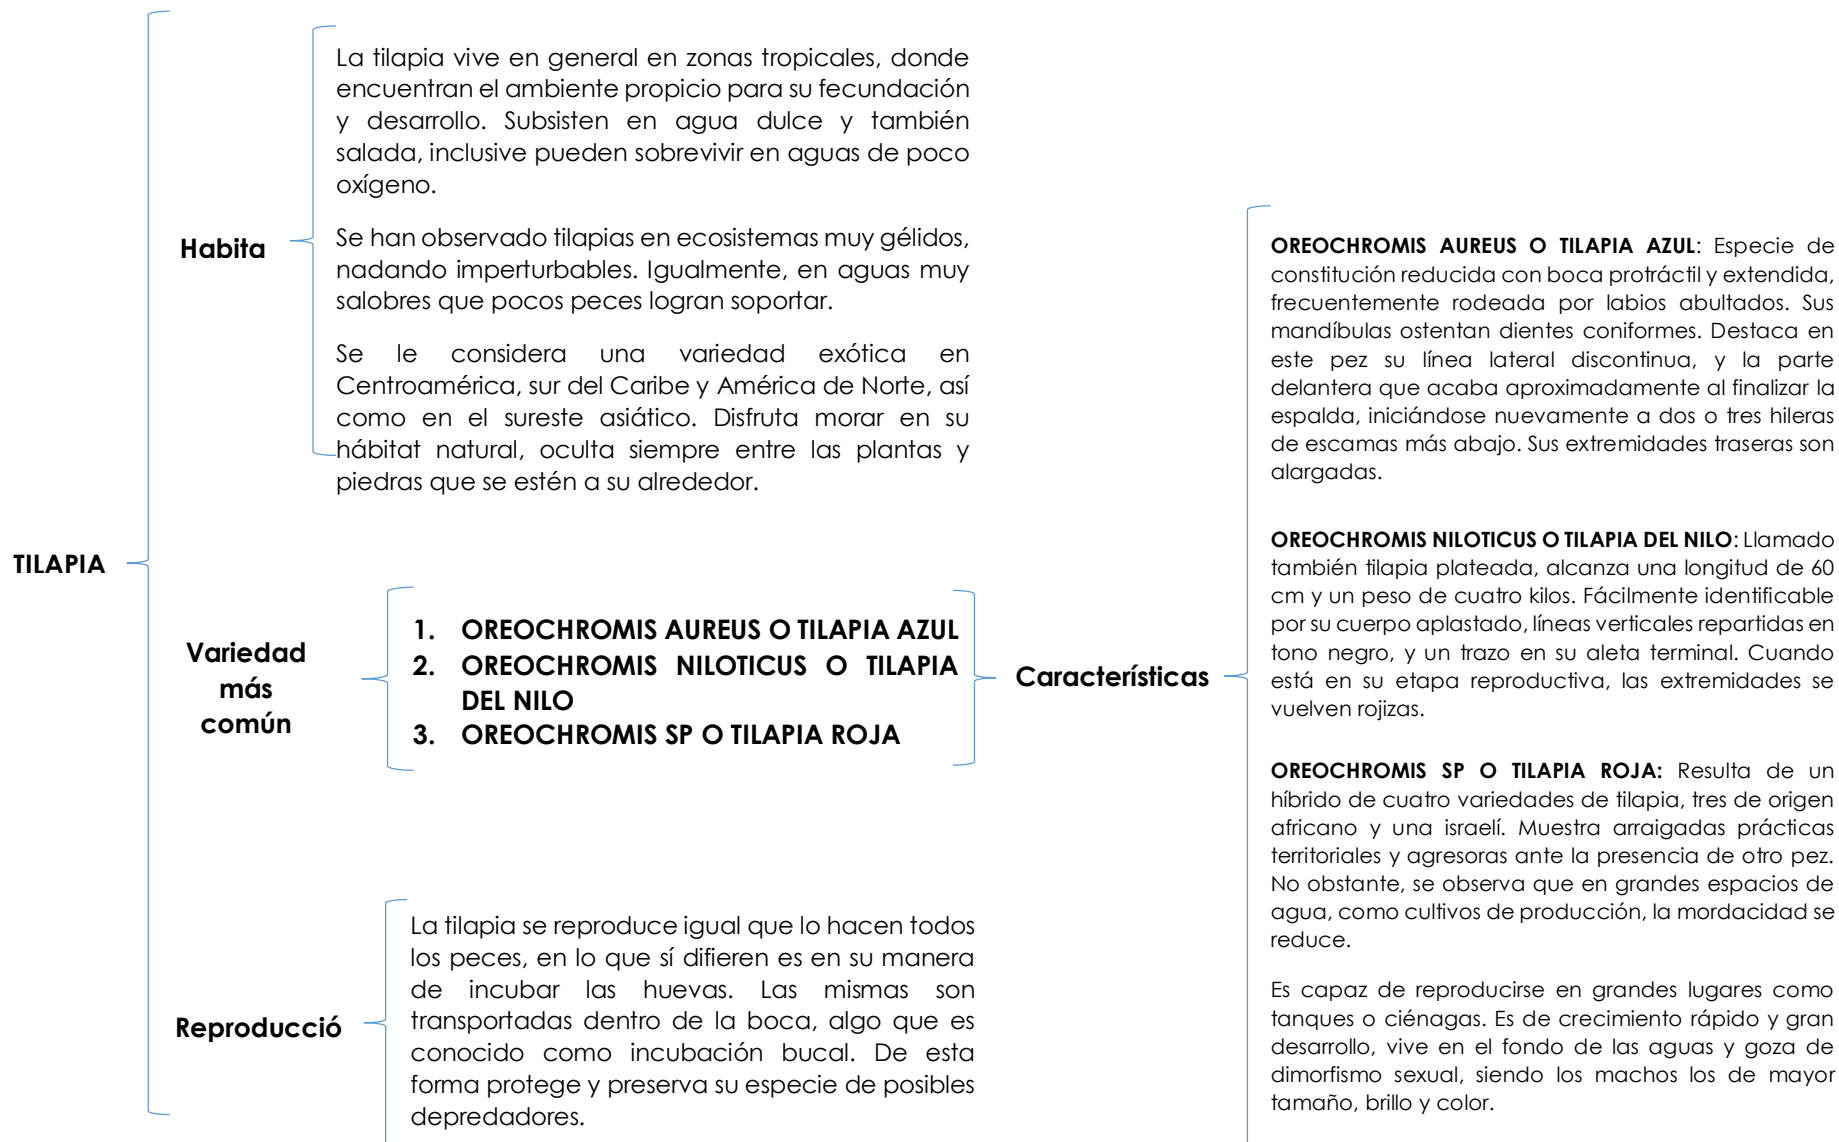 TILAPIA
Habita
La tilapia vive en general en zonas tropicales, donde
encuentran el ambiente propicio para su fecundación
y desarrollo. Subsisten en agua dulce y también
salada, inclusive pueden sobrevivir en aguas de poco
oxígeno.
Se han observado tilapias en ecosistemas muy gélidos,
nadando imperturbables. Igualmente, en aguas muy
salobres que pocos peces logran soportar.
Se le considera una variedad exótica en
Centroamérica, sur del Caribe y América de Norte, así
como en el sureste asiático. Disfruta morar en su
hábitat natural, oculta siempre entre las plantas y
piedras que se estén a su alrededor.
Variedad
más
común
1. OREOCHROMIS AUREUS O TILAPIA AZUL
2. OREOCHROMIS NILOTICUS O TILAPIA
DEL NILO
3. OREOCHROMIS SP O TILAPIA ROJA
Características
OREOCHROMIS AUREUS O TILAPIA AZUL: Especie de
constitución reducida con boca protráctil y extendida,
frecuentemente rodeada por labios abultados. Sus
mandíbulas ostentan dientes coniformes. Destaca en
este pez su línea lateral discontinua, y la parte
delantera que acaba aproximadamente al finalizar la
espalda, iniciándose nuevamente a dos o tres hileras
de escamas más abajo. Sus extremidades traseras son
alargadas.
OREOCHROMIS NILOTICUS O TILAPIA DEL NILO: Llamado
también tilapia plateada, alcanza una longitud de 60
cm y un peso de cuatro kilos. Fácilmente identificable
por su cuerpo aplastado, líneas verticales repartidas en
tono negro, y un trazo en su aleta terminal. Cuando
está en su etapa reproductiva, las extremidades se
vuelven rojizas.
OREOCHROMIS SP O TILAPIA ROJA: Resulta de un
híbrido de cuatro variedades de tilapia, tres de origen
africano y una israelí. Muestra arraigadas prácticas
territoriales y agresoras ante la presencia de otro pez.
No obstante, se observa que en grandes espacios de
agua, como cultivos de producción, la mordacidad se
reduce.
Es capaz de reproducirse en grandes lugares como
tanques o ciénagas. Es de crecimiento rápido y gran
desarrollo, vive en el fondo de las aguas y goza de
dimorfismo sexual, siendo los machos los de mayor
tamaño, brillo y color.
Reproducció
La tilapia se reproduce igual que lo hacen todos
los peces, en lo que sí difieren es en su manera
de incubar las huevas. Las mismas son
transportadas dentro de la boca, algo que es
conocido como incubación bucal. De esta
forma protege y preserva su especie de posibles
depredadores.